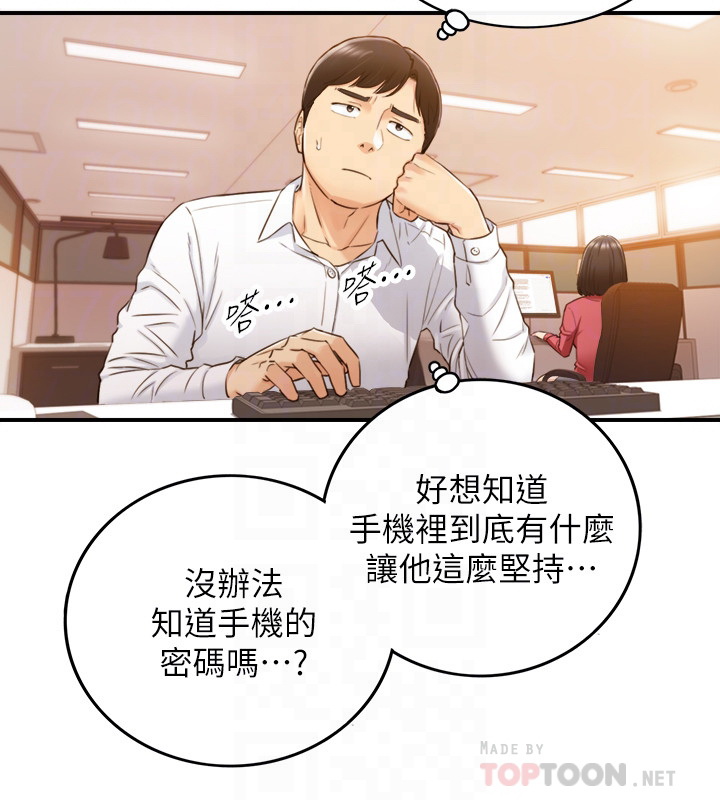 嗒…
嗒…
好想知道
手機裡到底有什麼
讓他這麼堅持…
沒辦法
知道手機的
密碼嗎…?
MADE BY
TOPTOON.NET